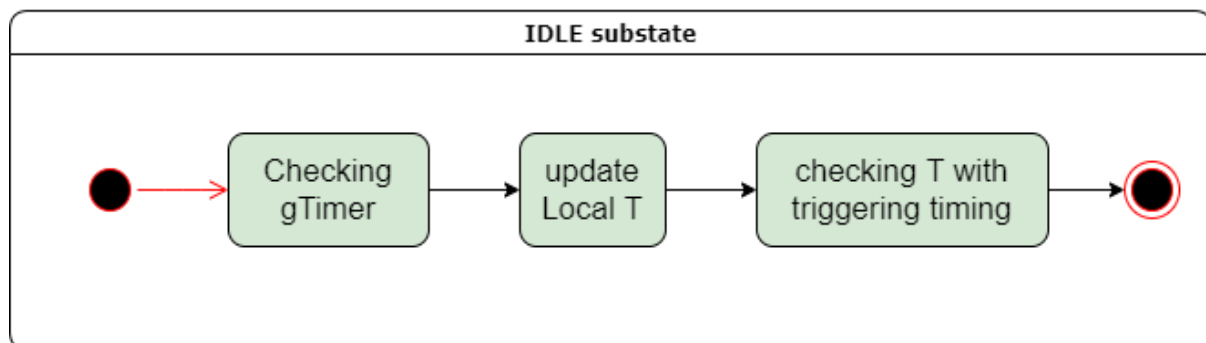 IDLE substate
Checking
gTimer
update
Local T
checking T with
triggering timing